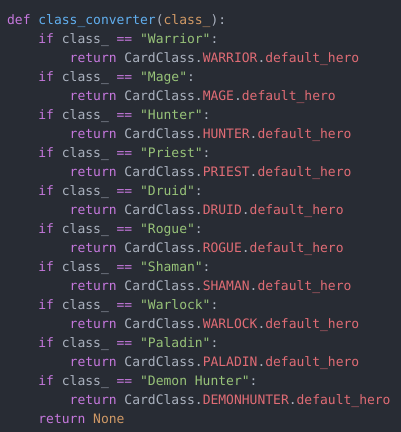 def class_converter(class_):
    if class_ == "Warrior":
        return CardClass.WARRIOR.default_hero
    if class_ == "Mage":
        return CardClass.MAGE.default_hero
    if class_ == "Hunter":
        return CardClass.HUNTER.default_hero
    if class_ == "Priest":
        return CardClass.PRIEST.default_hero
    if class_ == "Druid":
        return CardClass.DRUID.default_hero
    if class_ == "Rogue":
        return CardClass.ROGUE.default_hero
    if class_ == "Shaman":
        return CardClass.SHAMAN.default_hero
    if class_ == "Warlock":
        return CardClass.WARLOCK.default_hero
    if class_ == "Paladin":
        return CardClass.PALADIN.default_hero
    if class_ == "Demon Hunter":
        return CardClass.DEMONHUNTER.default_hero
    return None